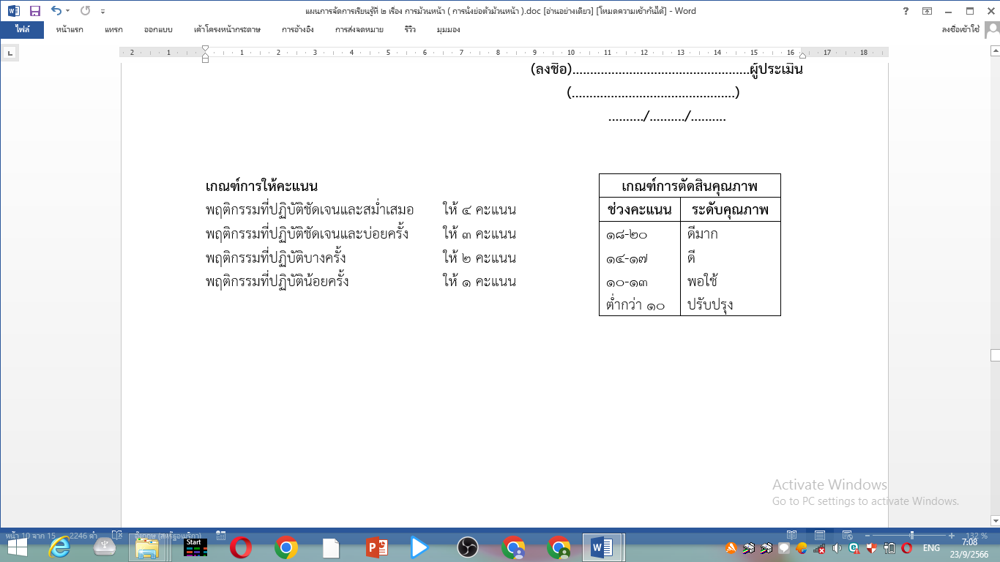 แผนการจัดการเรียนรู้ที่ ๒ เรื่อง การม้วนหน้า ( การนั่งย่อตัวม้วนหน้า ).doc [อ่านอย่างเดียว] [โหมดความเข้ากันได้] - Word
ไฟล์ หน้าแรก แทรก ออกแบบ เค้าโครงหน้ากระดาษ การอ้างอิง การส่งจดหมาย รีวิว มุมมอง ลงชื่อเข้าใช้
2 1 1 2 3 4 5 6 7 8 9 10 11 12 13 14 15 16 17 18
(ลงชื่อ)..................................................ผู้ประเมิน
(..............................................)
........../........../..........
เกณฑ์การให้คะแนน
พฤติกรรมที่ปฏิบัติชัดเจนและสม่ำเสมอ ให้ ๔ คะแนน
พฤติกรรมที่ปฏิบัติชัดเจนและบ่อยครั้ง ให้ ๓ คะแนน
พฤติกรรมที่ปฏิบัติบางครั้ง ให้ ๒ คะแนน
พฤติกรรมที่ปฏิบัติน้อยครั้ง ให้ ๑ คะแนน
เกณฑ์การตัดสินคุณภาพ
ช่วงคะแนน ระดับคุณภาพ
๑๘-๒๐ ดีมาก
๑๔-๑๗ ดี
๑๐-๑๓ พอใช้
ต่ำกว่า ๑๐ ปรับปรุง
Activate Windows
Go to PC settings to activate Windows.
หน้า 10 จาก 15 2246 คำ อังกฤษ (สหรัฐอเมริกา) 132 %
Start
ENG
7:08
23/9/2566